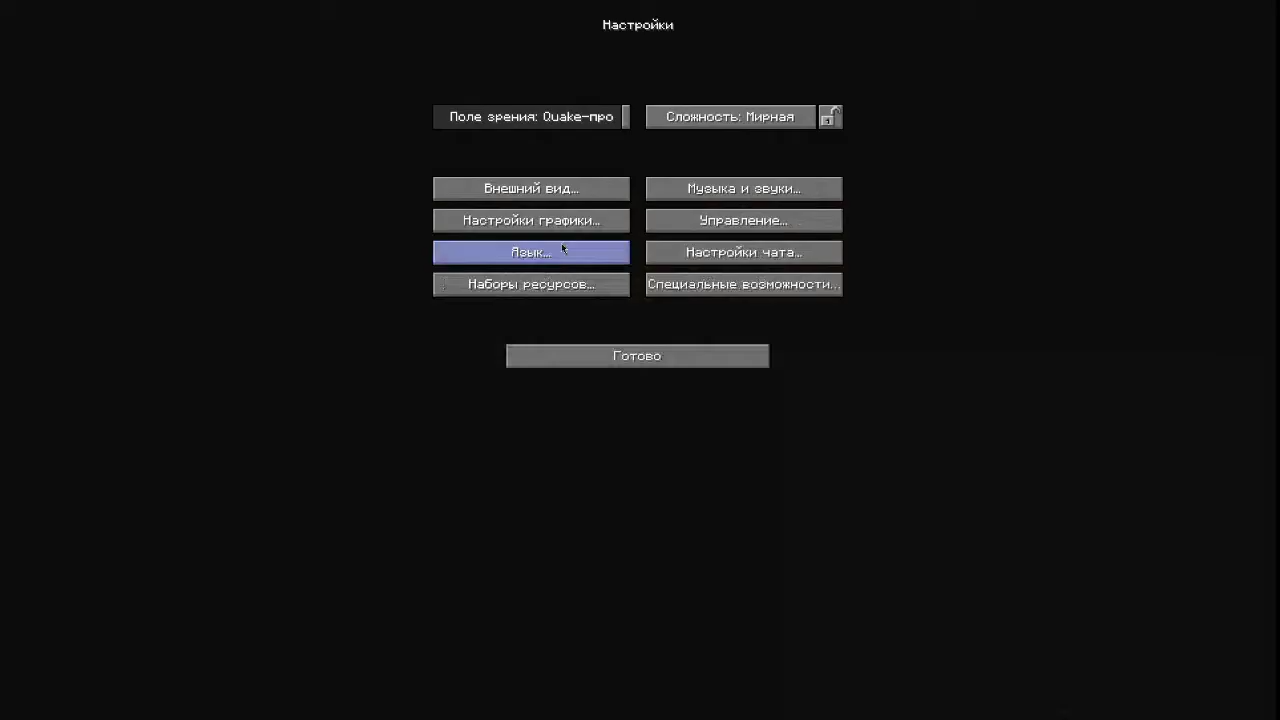 Настройки
Поле зрения: Quake-про
Сложность: Мирная
Внешний вид...
Музыка и звуки...
Настройки графики...
Управление...
Язык...
Настройки чата...
Наборы ресурсов...
Специальные возможности...
Готово